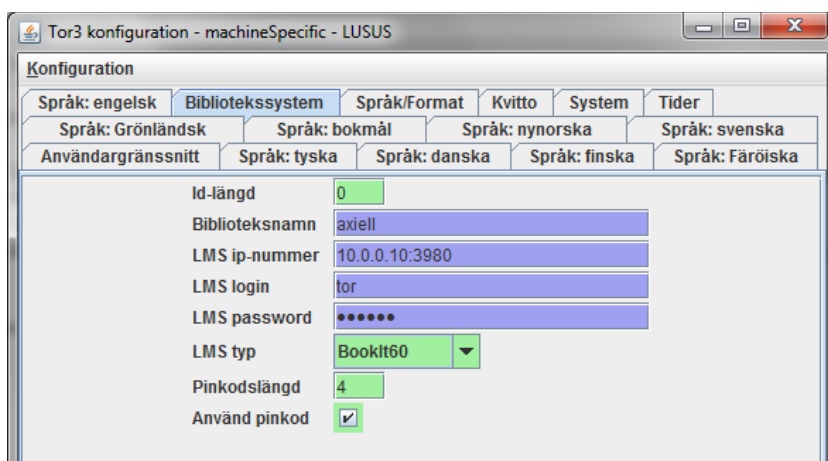 Tor3 konfiguration - machineSpecific - LUSUS
Konfiguration
Språk: engelsk Bibliotekssystem Språk/Format Kvitto System Tider
Språk: Grönländsk Språk: bokmål Språk: nynorska Språk: svenska
Användargränssnitt Språk: tyska Språk: danska Språk: finska Språk: Färöiska
Id-längd 0
Biblioteksnamn axiell
LMS ip-nummer 10.0.0.10:3980
LMS login tor
LMS password ●●●●●●
LMS typ BookIt60
Pinkodslängd 4
Använd pinkod